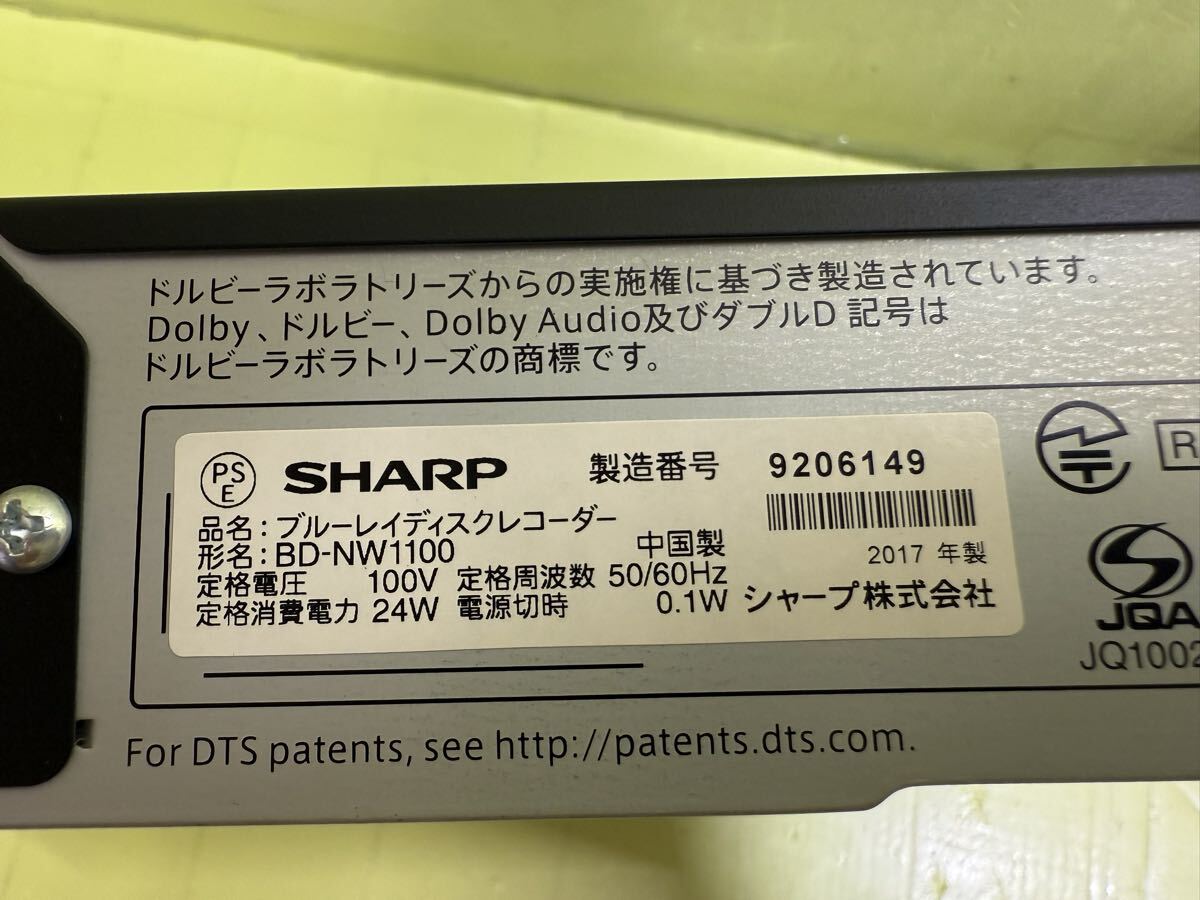 ドルビーラボラトリーズからの実施権に基づき製造されています。
Dolby、ドルビー、Dolby Audio及びダブルD 記号は
ドルビーラボラトリーズの商標です。
PS E SHARP 製造番号 9206149
品名:ブルーレイディスクレコーダー
形名:BD-NW1100 中国製 2017 年製
定格電圧 100V 定格周波数 50/60Hz
定格消費電力 24W 電源切時 0.1W シャープ株式会社
R
JQA
JQ1002
For DTS patents, see http://patents.dts.com.